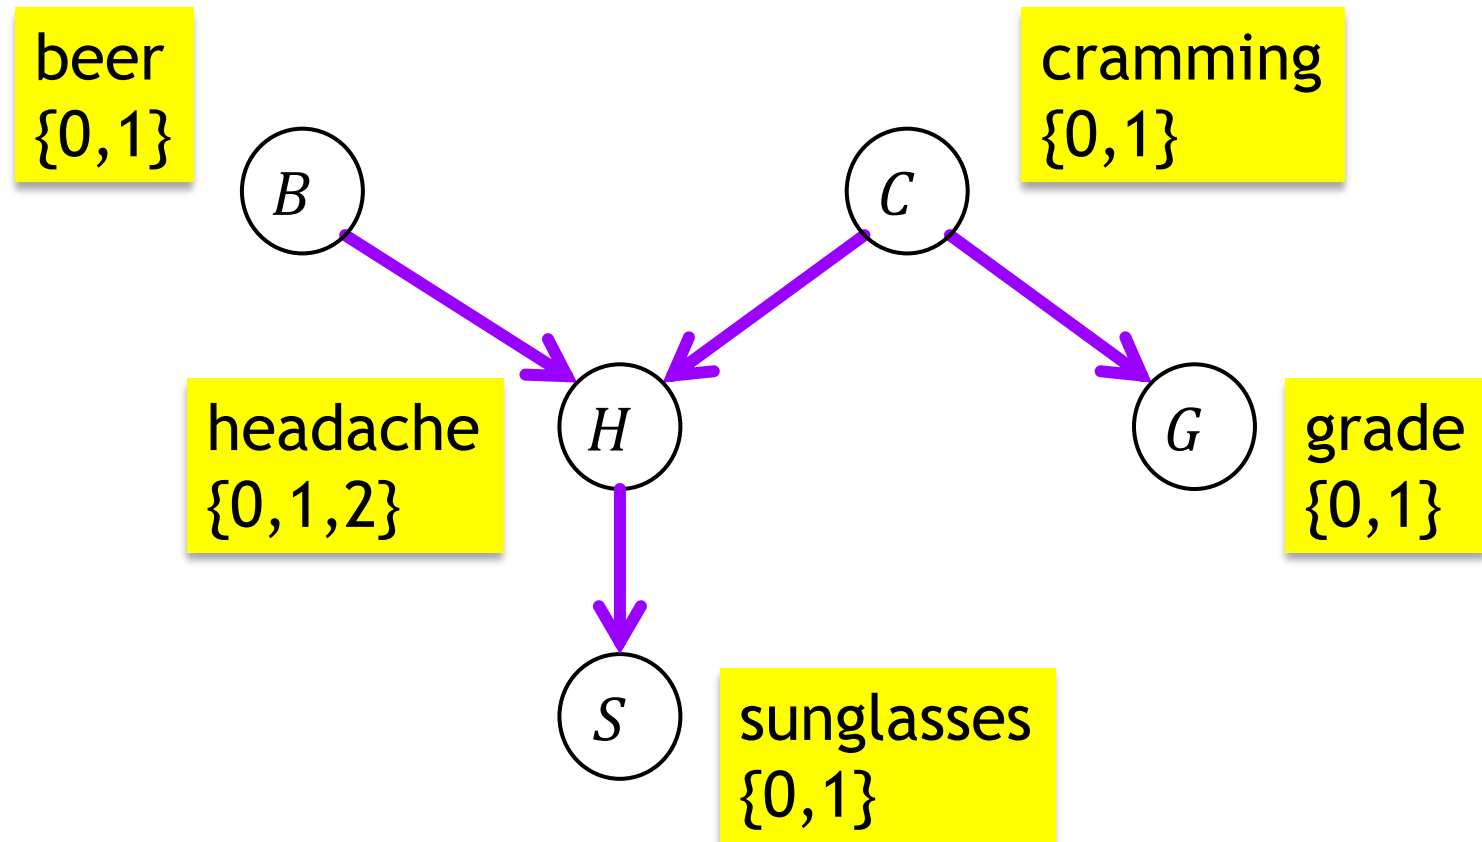 beer
{0,1}
cramming
{0,1}
B
C
headache
{0,1,2}
H
G
grade
{0,1}
S
sunglasses
{0,1}